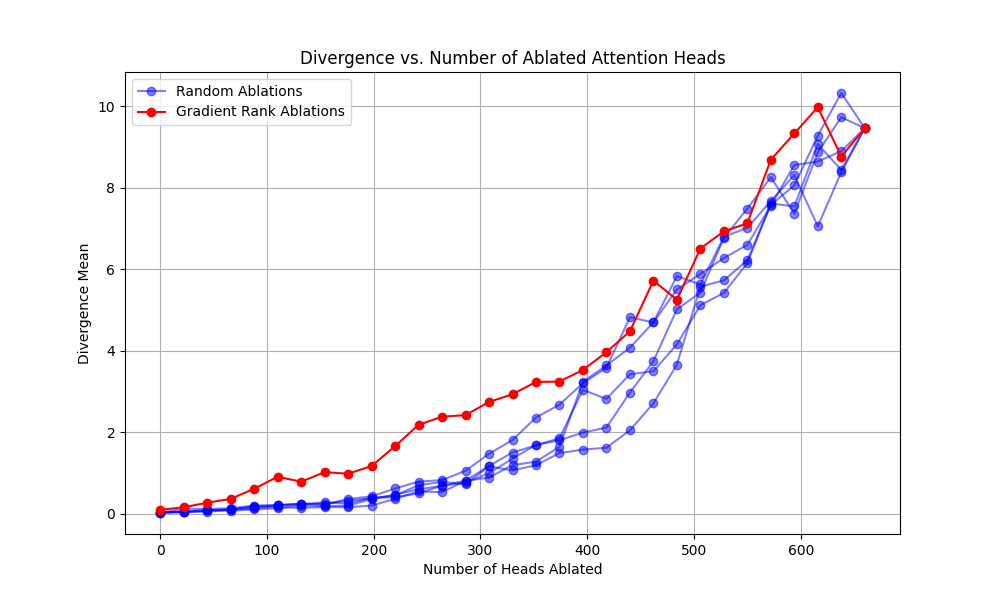 Divergence vs. Number of Ablated Attention Heads
Random Ablations
Gradient Rank Ablations
Divergence Mean
10
8
6
4
2
0
0 100 200 300 400 500 600
Number of Heads Ablated